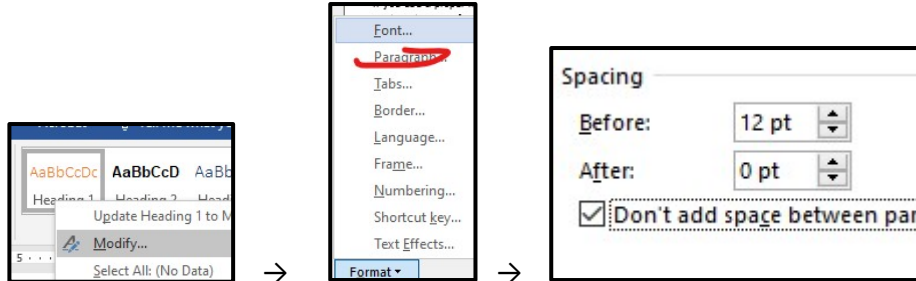 AaBbCcDc AaBbCcD AaBb
Heading 1 Heading 2
Update Heading 1 to M
Modify...
5
Select All: (No Data)
→
Font...
Paragraph...
Tabs...
Border...
Language...
Frame...
Numbering...
Shortcut key...
Text Effects...
Format
→
Spacing
Before: 12 pt
After: 0 pt
Don't add space between par